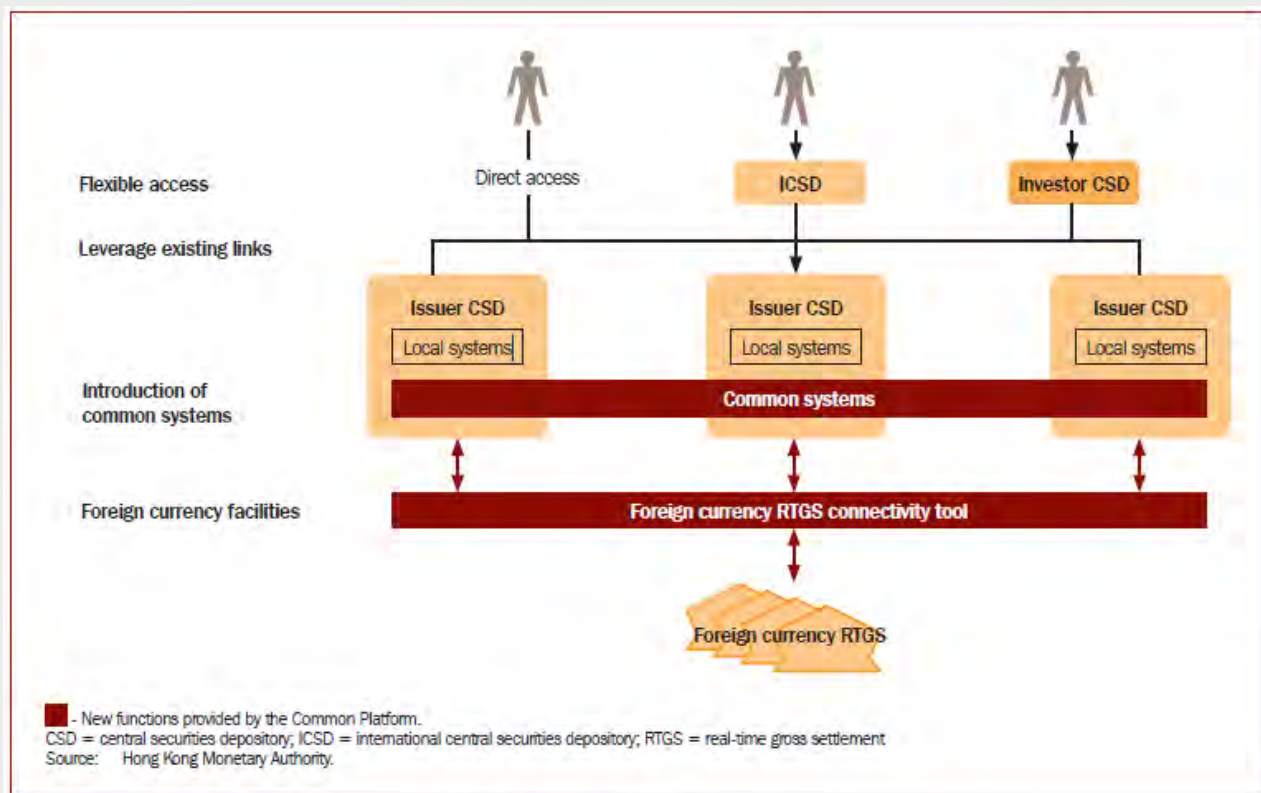 Flexible access
Direct access
ICSD
Investor CSD
Leverage existing links
Issuer CSD
Issuer CSD
Issuer CSD
Local systems
Local systems
Local systems
Introduction of
common systems
Common systems
Foreign currency facilities
Foreign currency RTGS connectivity tool
Foreign currency RTGS
- New functions provided by the Common Platform.
CSD = central securities depository; ICSD = international central securities depository; RTGS = real-time gross settlement
Source: Hong Kong Monetary Authority.